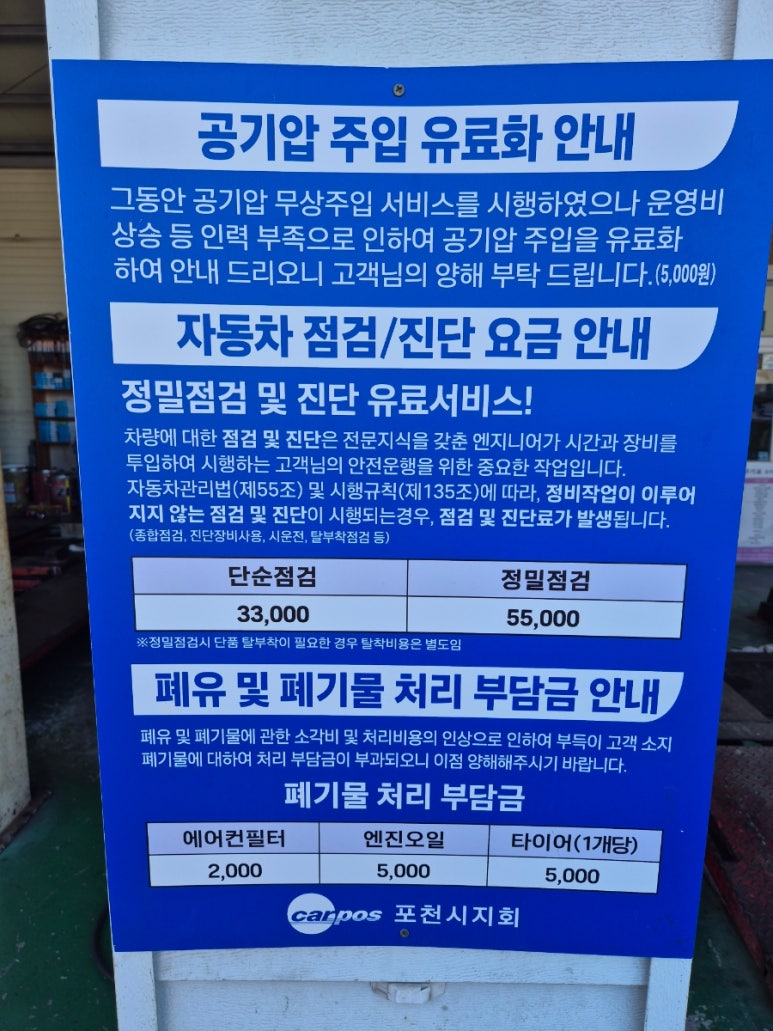 공기압 주입 유료화 안내
그동안 공기압 무상주입 서비스를 시행하였으나 운영비
상승 등 인력 부족으로 인하여 공기압 주입을 유료화
하여 안내 드리오니 고객님의 양해 부탁 드립니다.(5,000원)
자동차 점검/진단 요금 안내
정밀점검 및 진단 유료서비스!
차량에 대한 점검 및 진단은 전문지식을 갖춘 엔지니어가 시간과 장비를
투입하여 시행하는 고객님의 안전운행을 위한 중요한 작업입니다.
자동차관리법(제55조) 및 시행규칙(제135조)에 따라, 정비작업이 이루어
지지 않는 점검 및 진단이 시행되는경우, 점검 및 진단료가 발생됩니다.
(종합점검, 진단장비사용, 시운전, 탈부착점검 등)
단순점검 정밀점검
33,000 55,000
※정밀점검시 단품 탈부착이 필요한 경우 탈착비용은 별도임
폐유 및 폐기물 처리 부담금 안내
폐유 및 폐기물에 관한 소각비 및 처리비용의 인상으로 인하여 부득이 고객 소지
폐기물에 대하여 처리 부담금이 부과되오니 이점 양해해주시기 바랍니다.
폐기물 처리 부담금
에어컨필터 엔진오일 타이어(1개당)
2,000 5,000 5,000
carpos 포천시지회